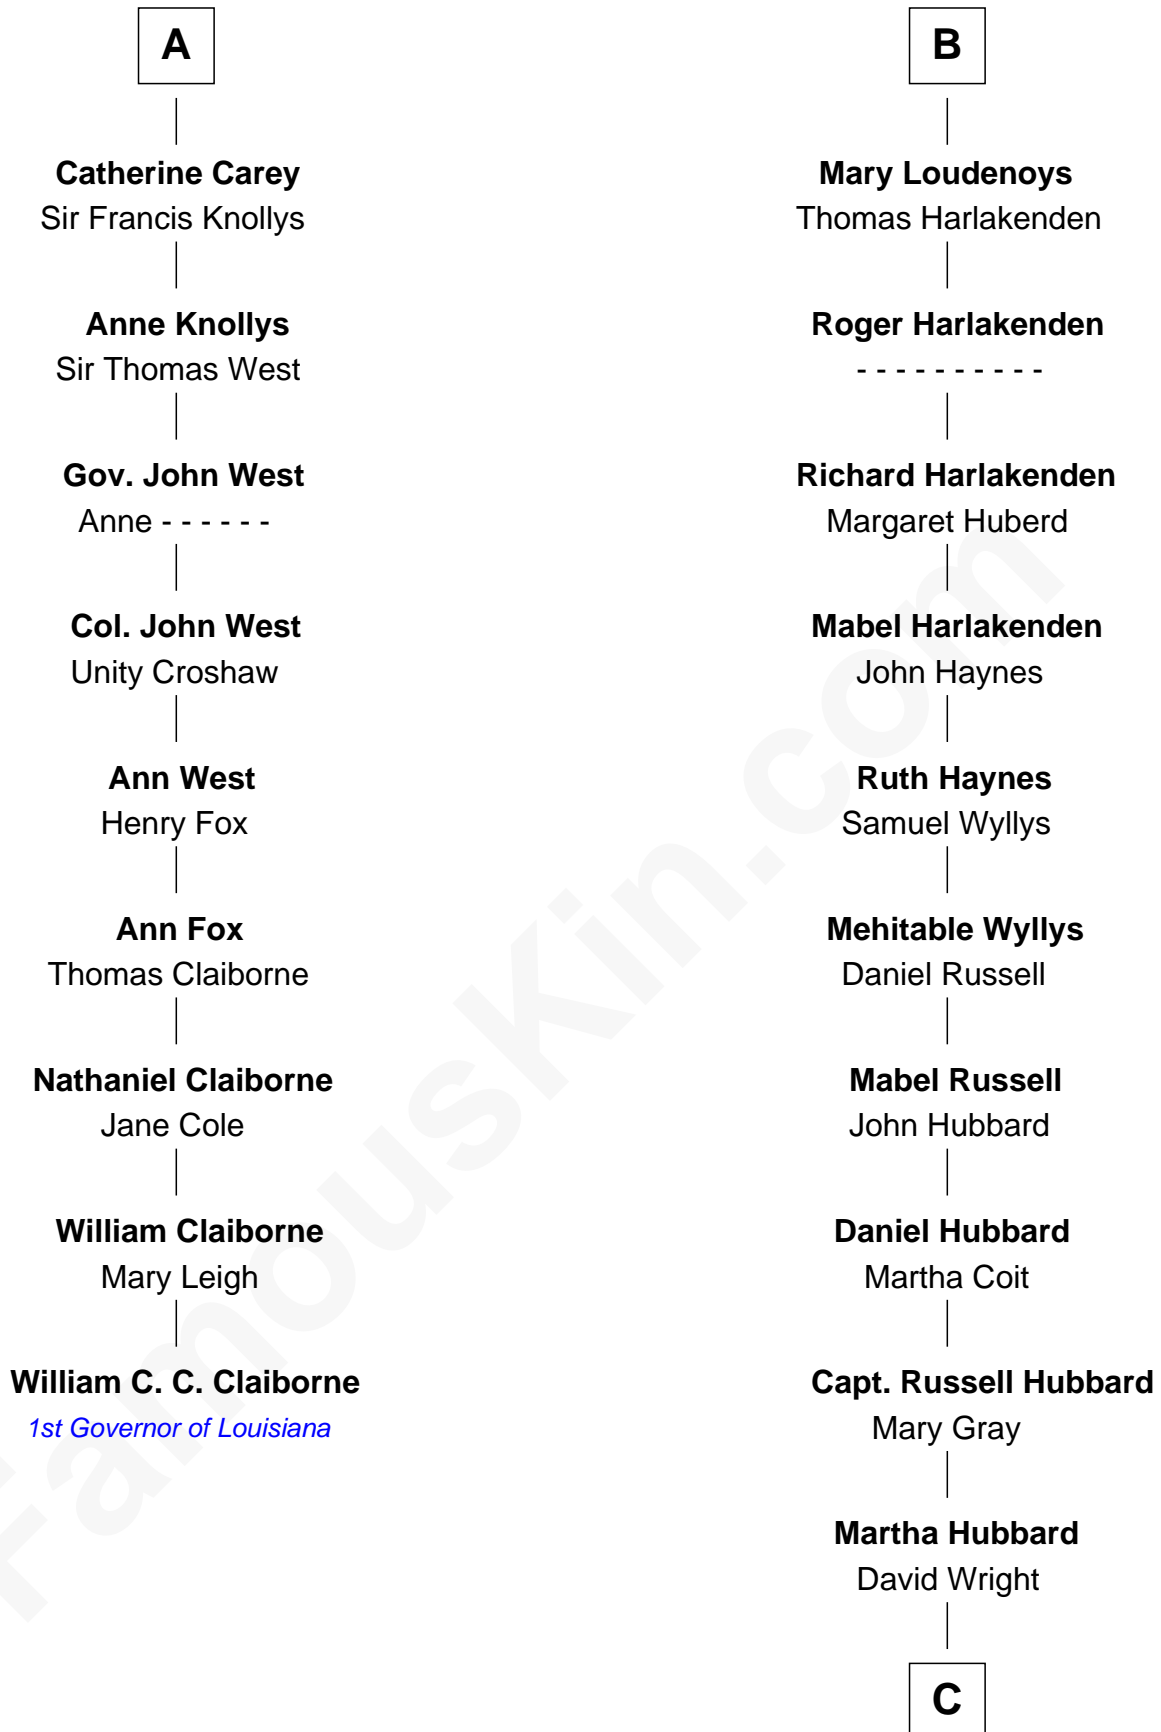 A
Catherine Carey
Sir Francis Knollys
Anne Knollys
Sir Thomas West
Gov. John West
Anne - - - - - -
Col. John West
Unity Croshaw
Ann West
Henry Fox
Ann Fox
Thomas Claiborne
Nathaniel Claiborne
Jane Cole
William Claiborne
Mary Leigh
William C. C. Claiborne
1st Governor of Louisiana
B
Mary Loudenoys
Thomas Harlakenden
Roger Harlakenden
- - - - - - - - - -
Richard Harlakenden
Margaret Huberd
Mabel Harlakenden
John Haynes
Ruth Haynes
Samuel Wyllys
Mehitable Wyllys
Daniel Russell
Mabel Russell
John Hubbard
Daniel Hubbard
Martha Coit
Capt. Russell Hubbard
Mary Gray
Martha Hubbard
David Wright
C
FamousKin.com